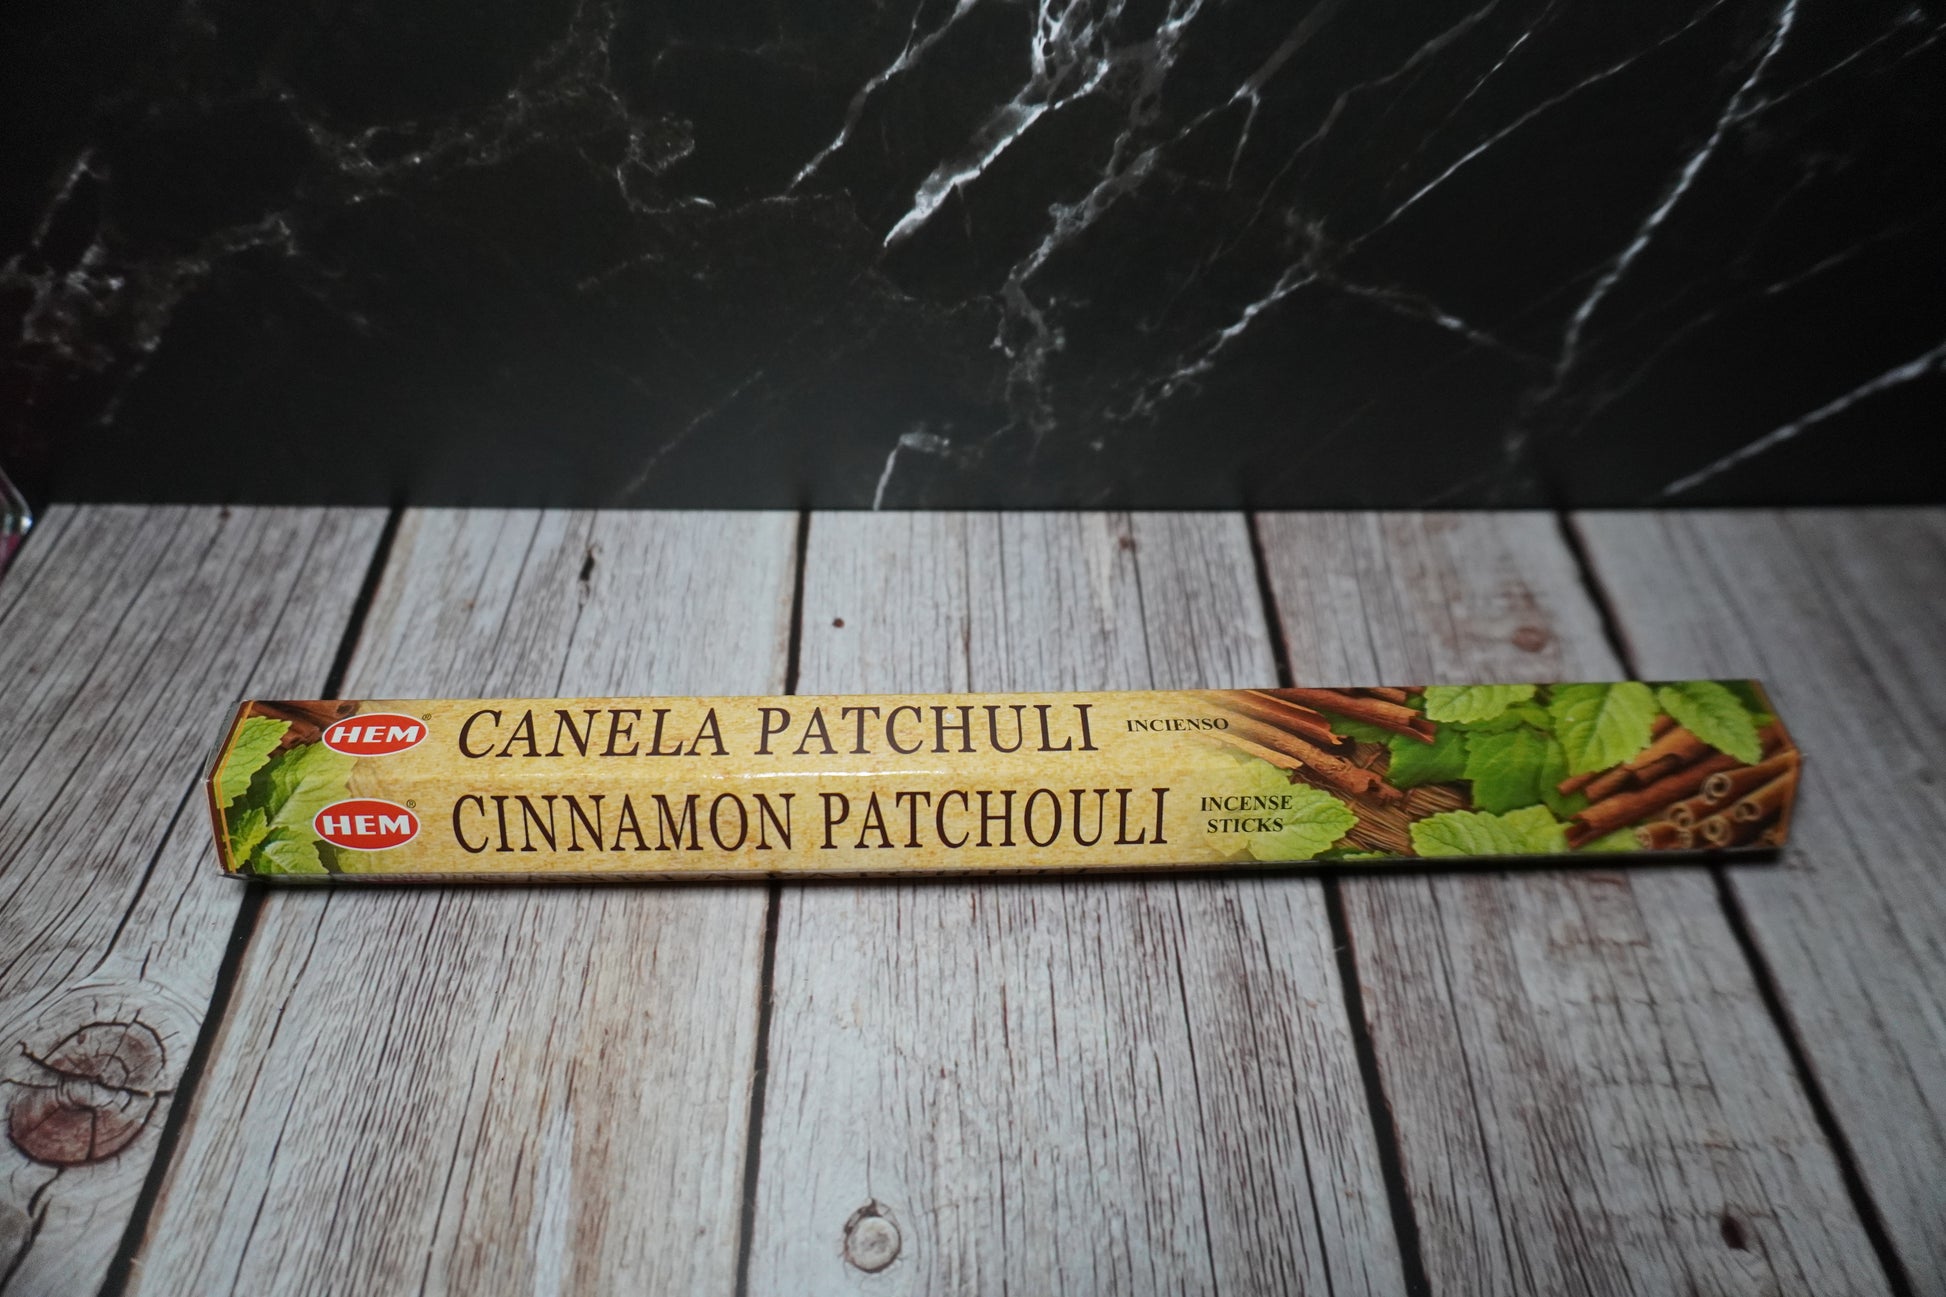 HEM® CANELA PATCHULI INCIENSO
HEM® CINNAMON PATCHOULI INCENSE
STICKS